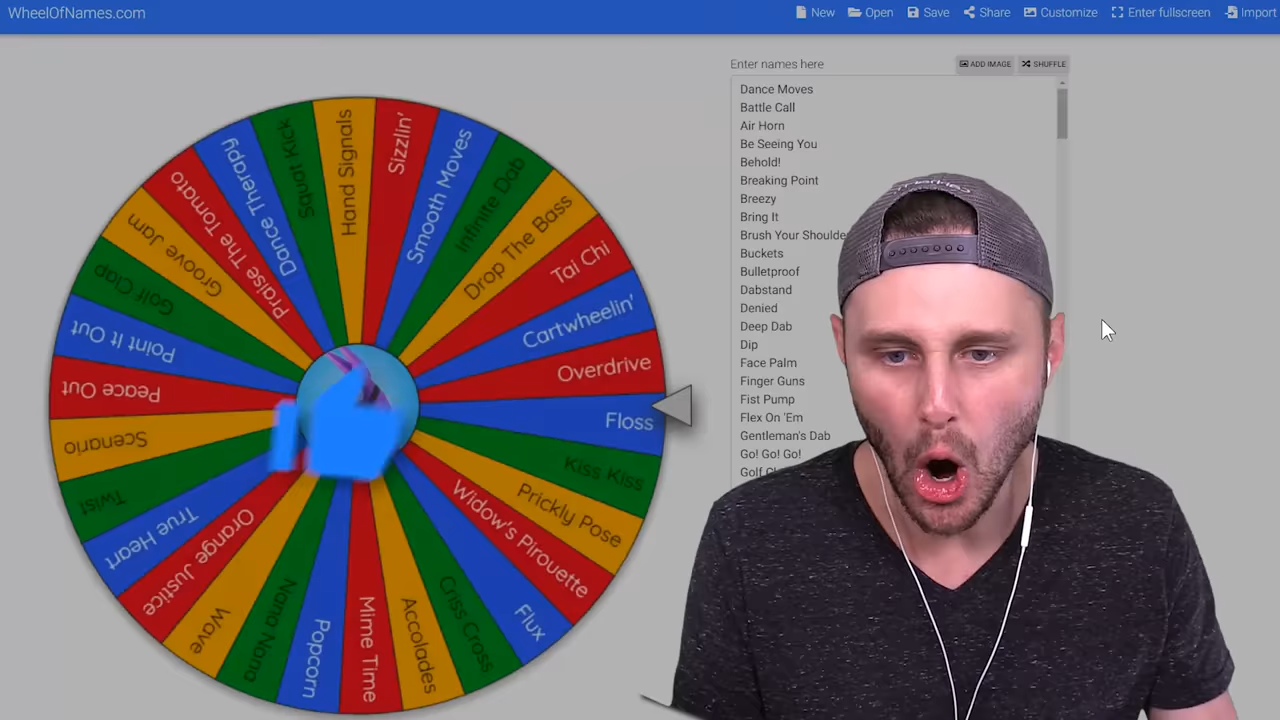 WheelOfNames.com
New
Open
Save
Share
Customize
Enter fullscreen
Import
Enter names here
ADD IMAGE
SHUFFLE
Dance Moves
Battle Call
Air Horn
Be Seeing You
Behold!
Breaking Point
Breezy
Bring It
Brush Your Shoulde
Buckets
Bulletproof
Dabstand
Denied
Deep Dab
Dip
Face Palm
Finger Guns
Fist Pump
Flex On 'Em
Gentleman's Dab
Go! Go! Go!
Golf Cl
Hand Signals
Sizzlin'
Smooth Moves
Infinite Dab
Drop The Bass
Tai Chi
Cartwheelin'
Overdrive
Floss
Kiss Kiss
Prickly Pose
Widow's Pirouette
Flux
Criss Cross
Accolades
Mime Time
Popcorn
Nana Nana
Wave
Orange Justice
True Heart
Twist
Scenario
Peace Out
Point It Out
Golf Clap
Groove Jam
Praise The Tomato
Dance Therapy
Squat Kick